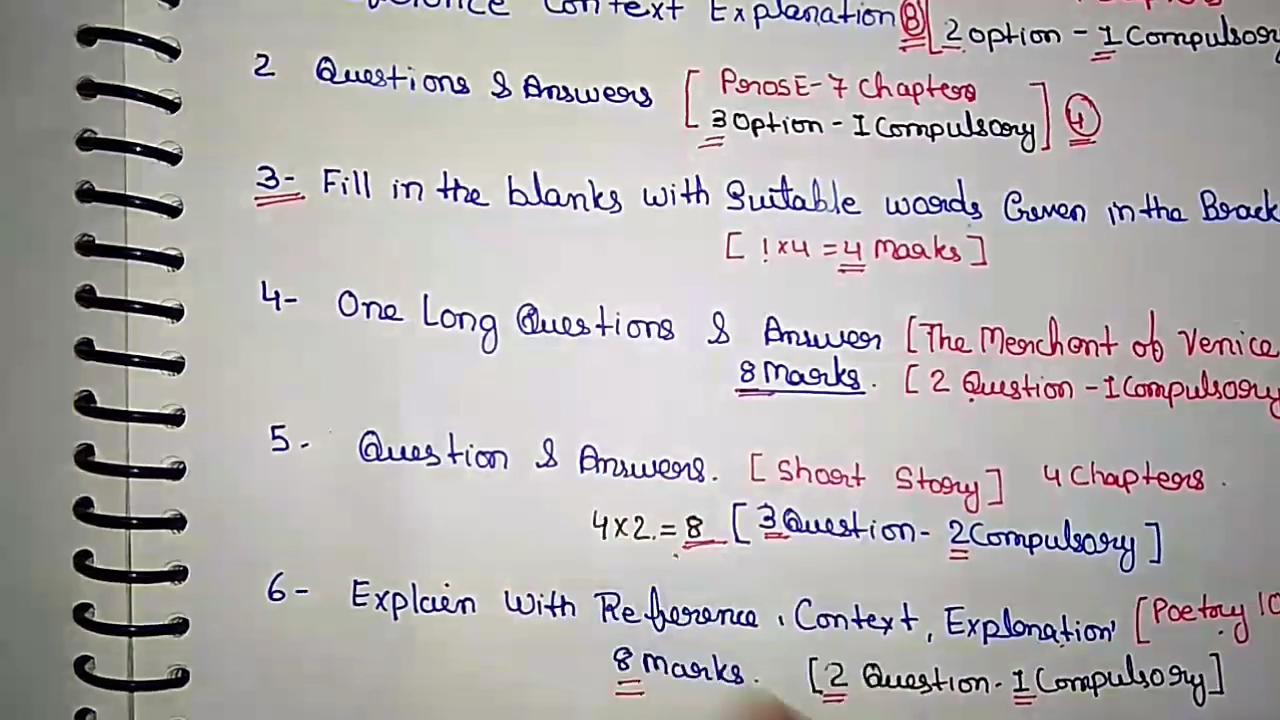 Context Explanation (8) [2 option - 1 Compulsory
2 Questions & Answers [Prose - 7 Chapters
3 Option - 1 Compulsory] (4)
3- Fill in the blanks with Suitable words Given in the Brack
[1x4 = 4 Marks]
4- One Long Questions & Answer [The Merchant of Venice
8 Marks. [2 Question - 1 Compulsory
5. Question & Answers. [Short Story] 4 Chapters.
4x2. = 8 [3 Question - 2 Compulsory]
6- Explain With Reference, Context, Explanation [Poetry 10
8 Marks. [2 Question - 1 Compulsory]